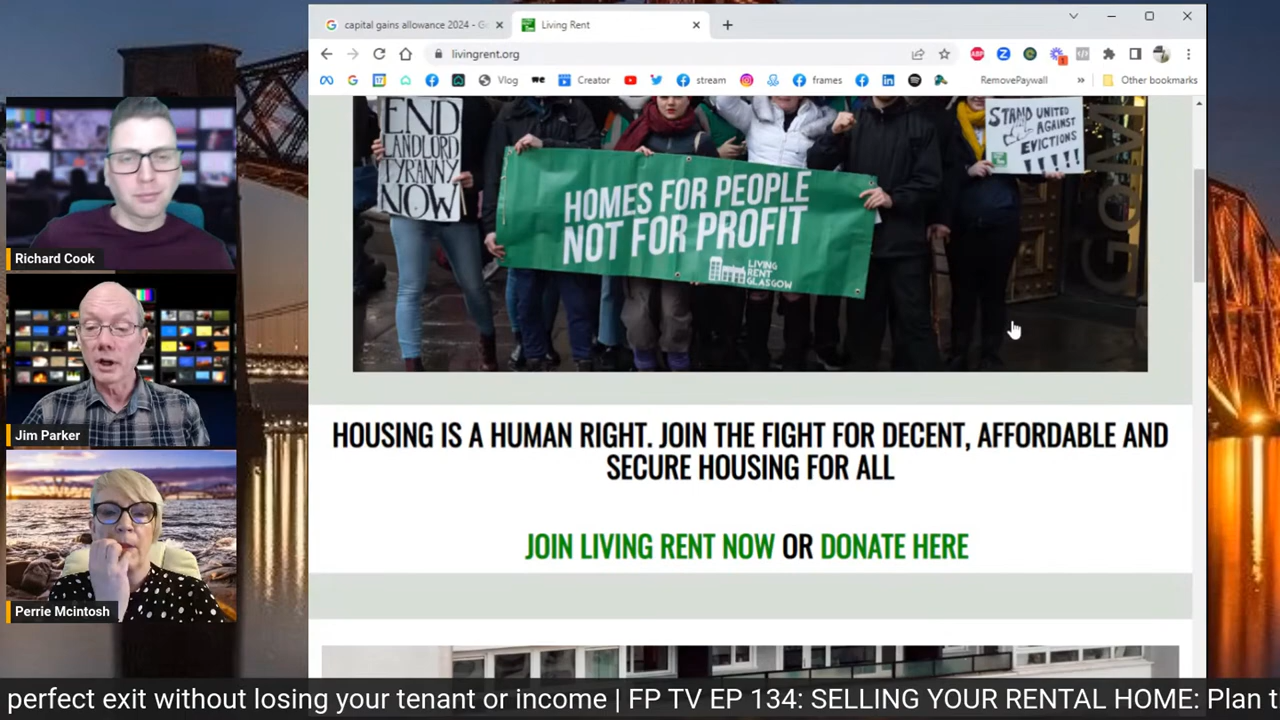 capital gains allowance 2024 - G
Living Rent
livingrent.org
Vlog
we
Creator
stream
frames
RemovePaywall
»
Other bookmarks
END
LANDLORD
TYRANNY
NOW
HOMES FOR PEOPLE
NOT FOR PROFIT
LIVING
RENT
GLASGOW
STAND UNITED
AGAINST
EVICTIONS
!!!!!
GOM
HOUSING IS A HUMAN RIGHT. JOIN THE FIGHT FOR DECENT, AFFORDABLE AND
SECURE HOUSING FOR ALL
JOIN LIVING RENT NOW OR DONATE HERE
Richard Cook
Jim Parker
Perrie Mcintosh
perfect exit without losing your tenant or income | FP TV EP 134: SELLING YOUR RENTAL HOME: Plan t